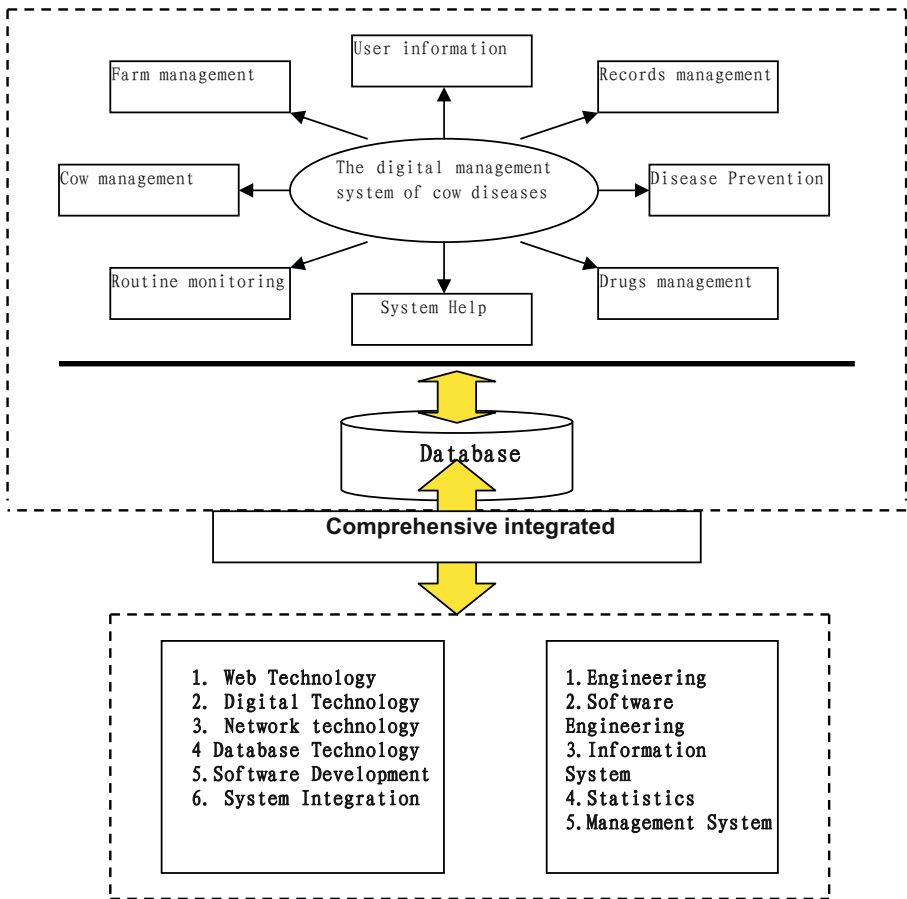 User information
Farm management
Records management
The digital management
system of cow diseases
Cow management
Disease Prevention
Routine monitoring
Drugs management
System Help
Database
Comprehensive integrated
1. Web Technology
2. Digital Technology
3. Network technology
4 Database Technology
5. Software Development
6. System Integration
1. Engineering
2. Software
Engineering
3. Information
System
4. Statistics
5. Management System